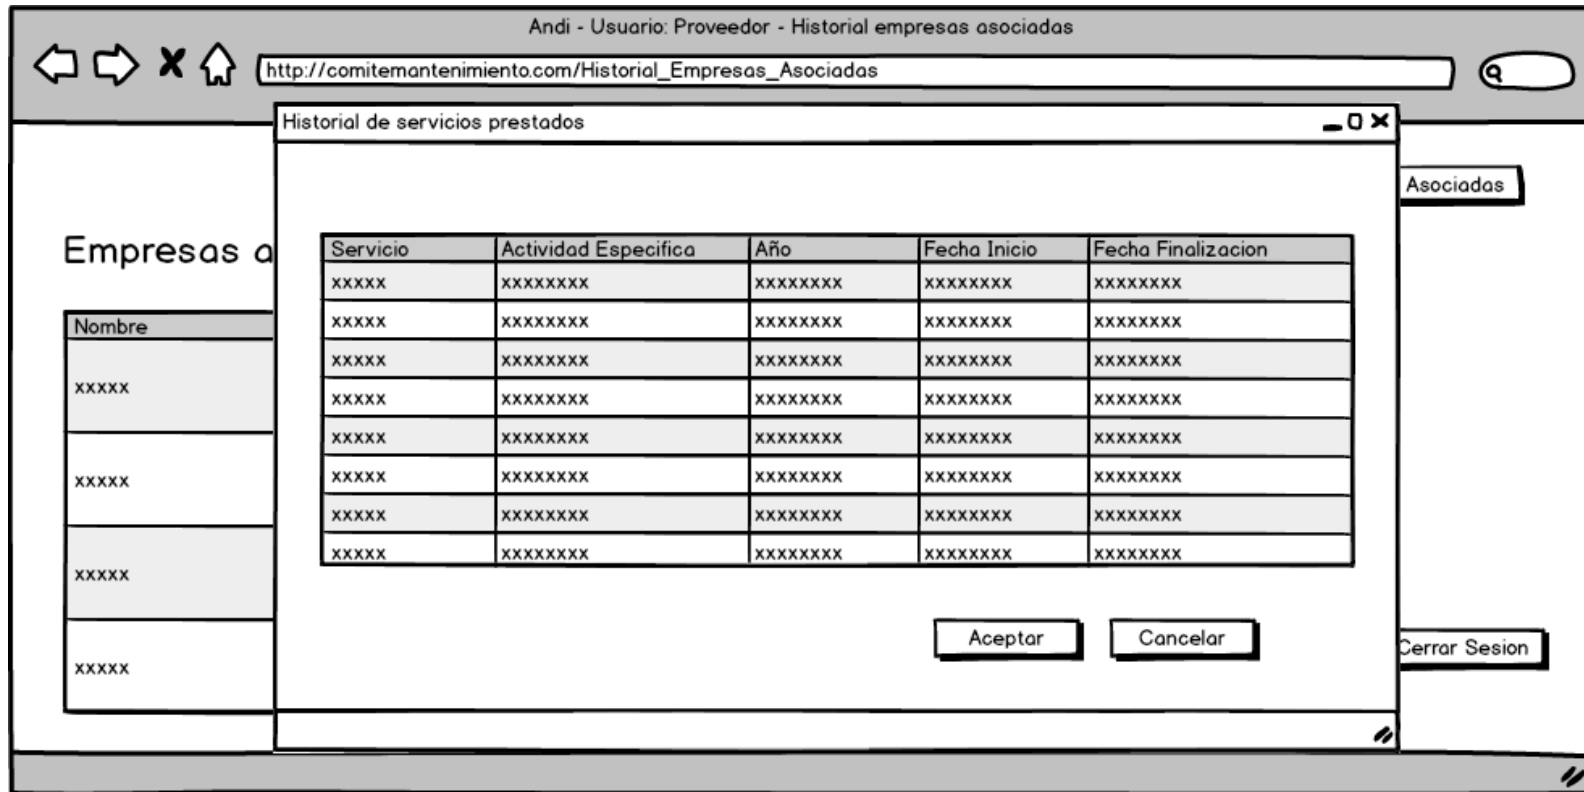 Andi - Usuario: Proveedor - Historial empresas asociadas
http://comitemantenimiento.com/Historial_Empresas_Asociadas
Historial de servicios prestados
Asociadas
Empresas a
Servicio Actividad Especifica Año Fecha Inicio Fecha Finalizacion
xxxxx xxxxxxxx xxxxxxxx xxxxxxxx xxxxxxxx
xxxxx xxxxxxxx xxxxxxxx xxxxxxxx xxxxxxxx
xxxxx xxxxxxxx xxxxxxxx xxxxxxxx xxxxxxxx
xxxxx xxxxxxxx xxxxxxxx xxxxxxxx xxxxxxxx
xxxxx xxxxxxxx xxxxxxxx xxxxxxxx xxxxxxxx
xxxxx xxxxxxxx xxxxxxxx xxxxxxxx xxxxxxxx
xxxxx xxxxxxxx xxxxxxxx xxxxxxxx xxxxxxxx
xxxxx xxxxxxxx xxxxxxxx xxxxxxxx xxxxxxxx
Nombre
xxxxx
xxxxx
xxxxx
xxxxx
Aceptar Cancelar
Cerrar Sesion